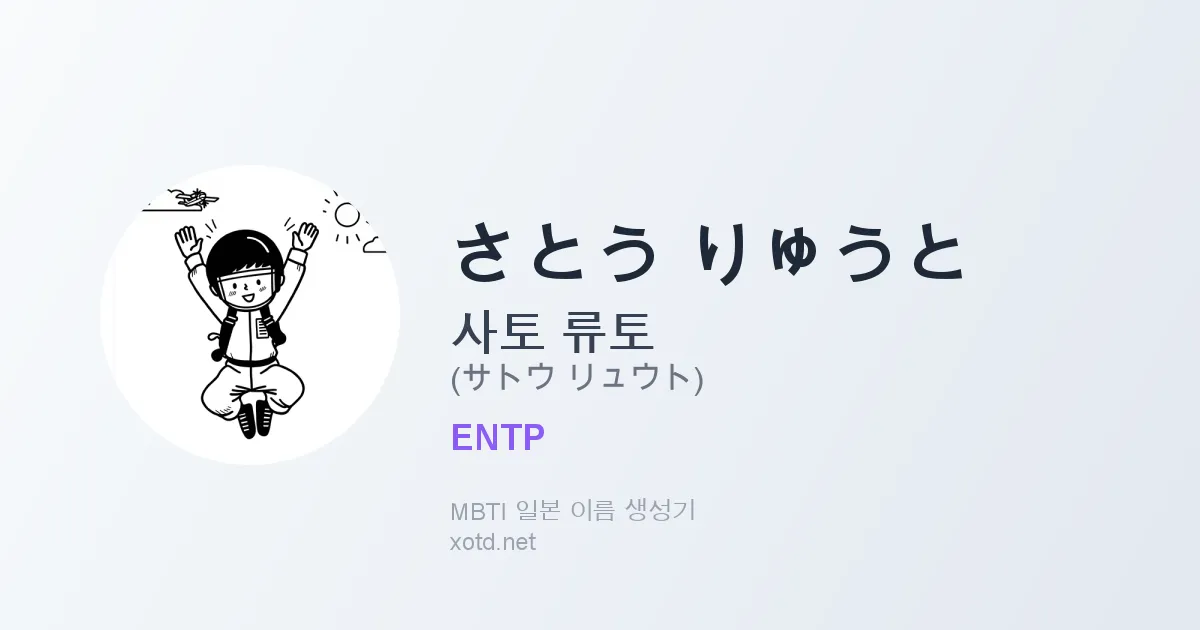 さとう りゅうと
사토 류토
(サトウ リュウト)
ENTP
MBTI 일본 이름 생성기
xotd.net